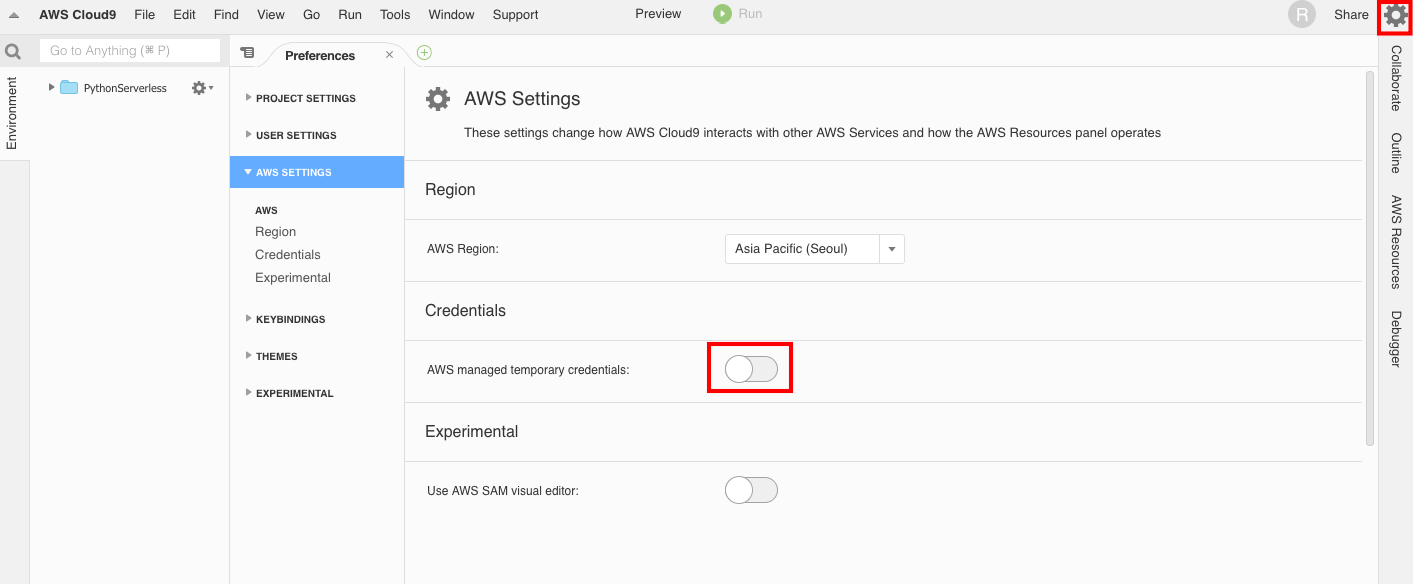 AWS Cloud9 File Edit Find View Go Run Tools Window Support Preview Run R Share
Go to Anything (⌘ P)
Preferences
Environment
PythonServerless
PROJECT SETTINGS
USER SETTINGS
AWS SETTINGS
AWS
Region
Credentials
Experimental
KEYBINDINGS
THEMES
EXPERIMENTAL
AWS Settings
These settings change how AWS Cloud9 interacts with other AWS Services and how the AWS Resources panel operates
Region
AWS Region: Asia Pacific (Seoul)
Credentials
AWS managed temporary credentials:
Experimental
Use AWS SAM visual editor:
Collaborate
Outline
AWS Resources
Debugger